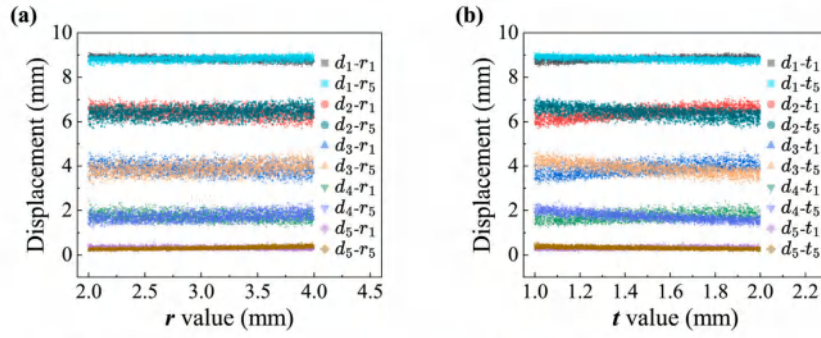 (a)
10
8
6
4
2
0
Displacement (mm)
2.0 2.5 3.0 3.5 4.0 4.5
r value (mm)
d₁-r₁
d₁-r₅
d₂-r₁
d₂-r₅
d₃-r₁
d₃-r₅
d₄-r₁
d₄-r₅
d₅-r₁
d₅-r₅
(b)
10
8
6
4
2
0
Displacement (mm)
1.0 1.2 1.4 1.6 1.8 2.0 2.2
t value (mm)
d₁-t₁
d₁-t₅
d₂-t₁
d₂-t₅
d₃-t₁
d₃-t₅
d₄-t₁
d₄-t₅
d₅-t₁
d₅-t₅